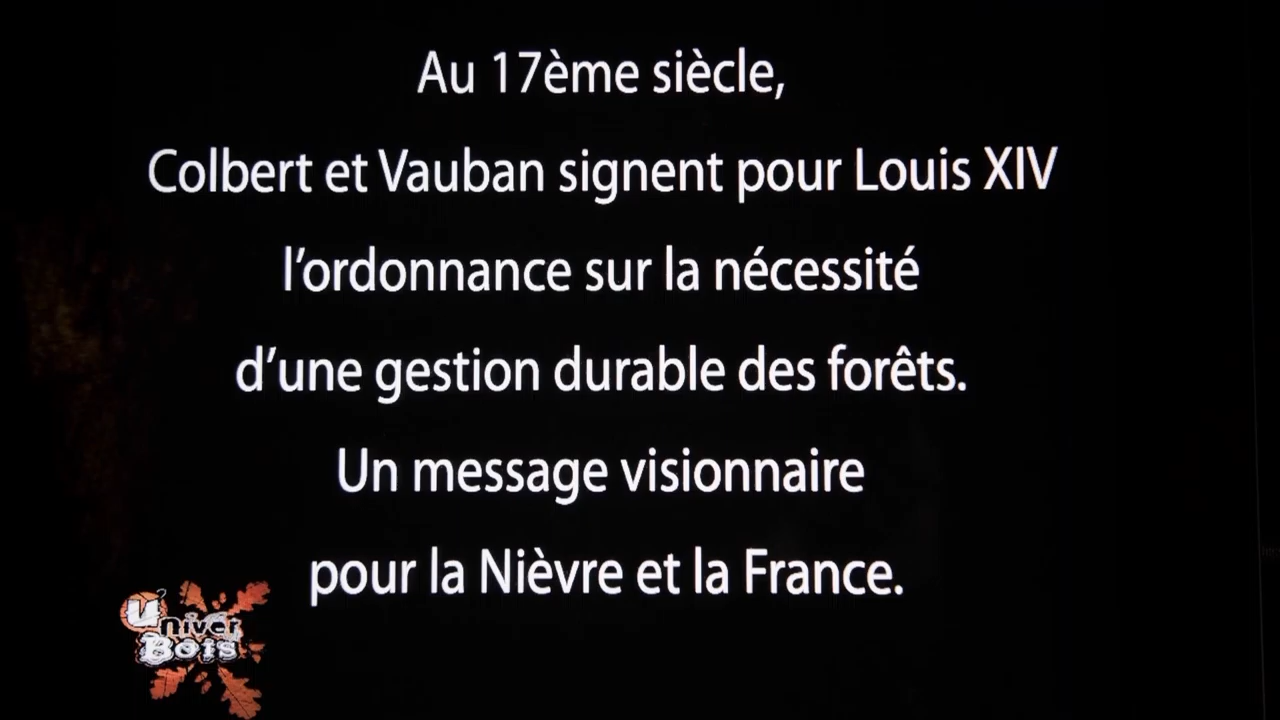 Au 17ème siècle,
Colbert et Vauban signent pour Louis XIV
l’ordonnance sur la nécessité
d’une gestion durable des forêts.
Un message visionnaire
pour la Nièvre et la France.
U'niver
Bois